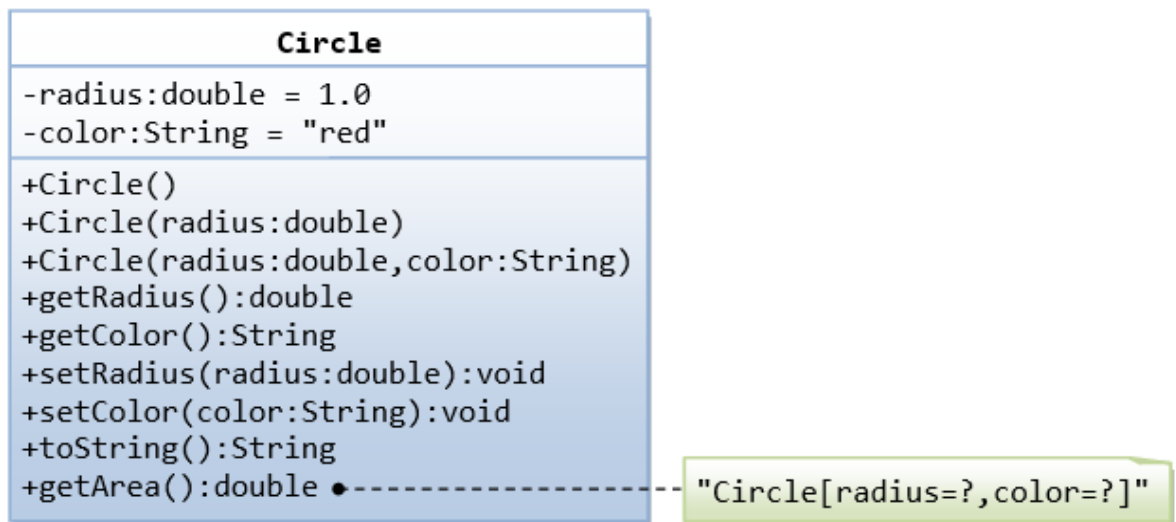 Circle
-radius:double = 1.0
-color:String = "red"
+Circle()
+Circle(radius:double)
+Circle(radius:double,color:String)
+getRadius():double
+getColor():String
+setRadius(radius:double):void
+setColor(color:String):void
+toString():String
+getArea():double
"Circle[radius=?,color=?]"